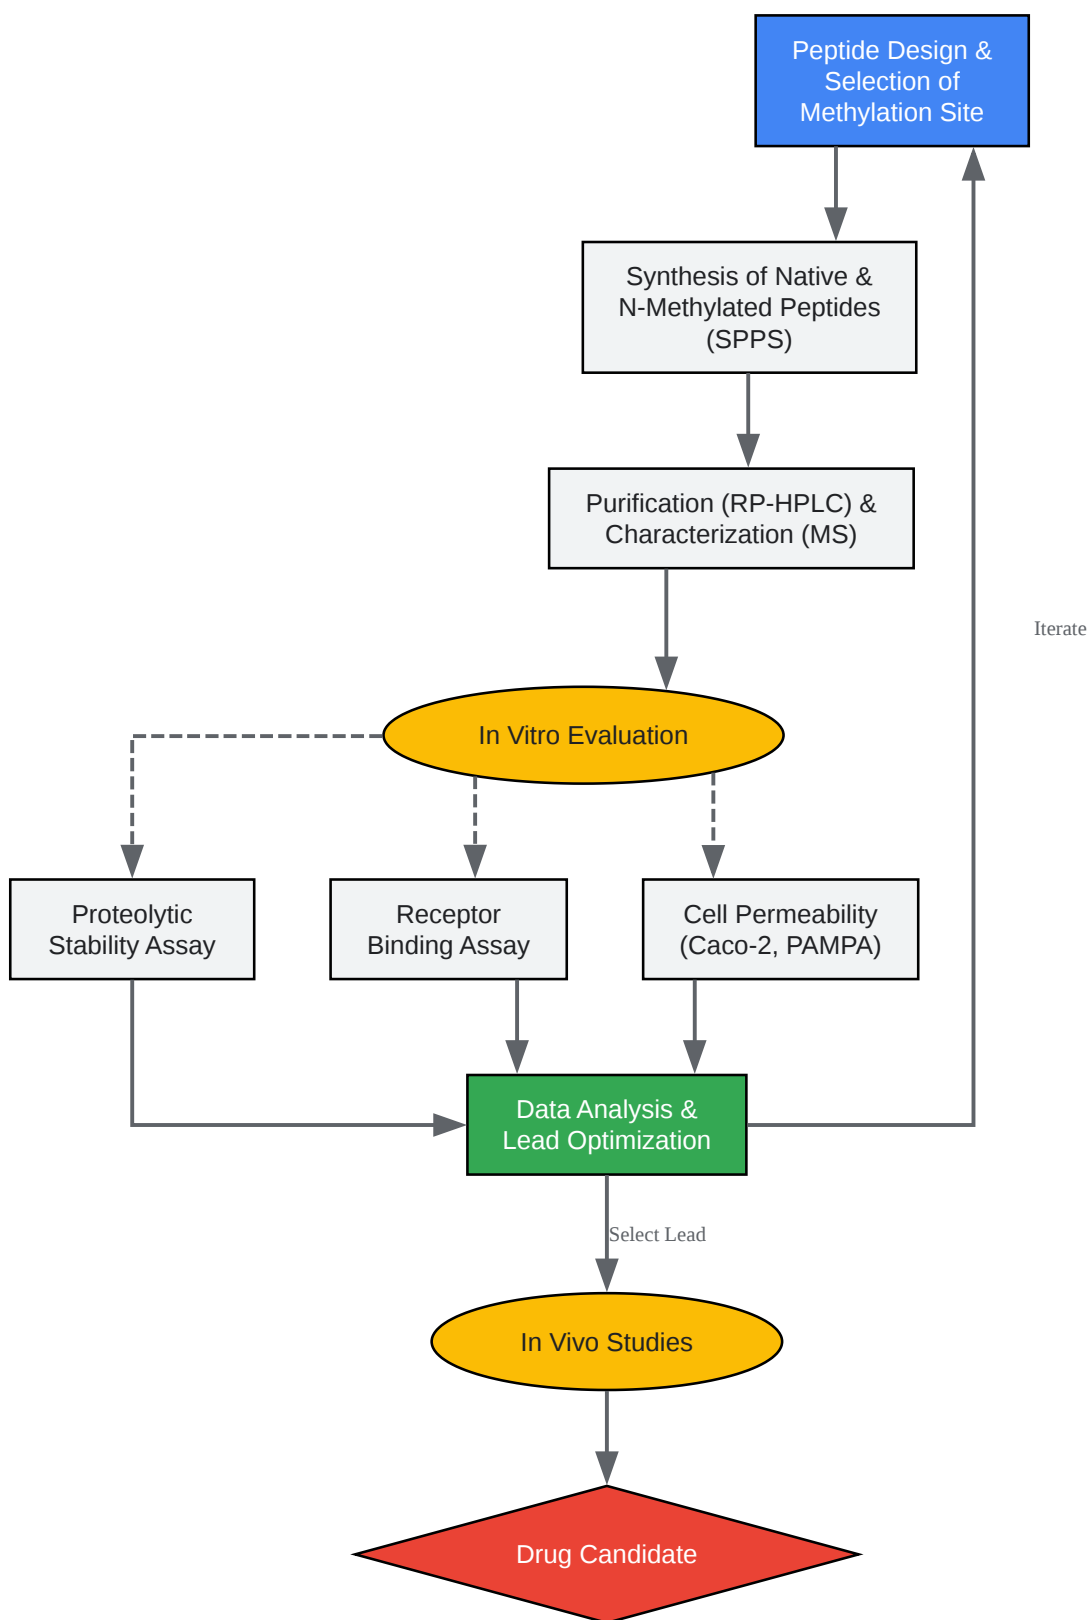 Peptide Design &
Selection of
Methylation Site
Synthesis of Native &
N-Methylated Peptides
(SPPS)
Purification (RP-HPLC) &
Characterization (MS)
Iterate
In Vitro Evaluation
Proteolytic
Stability Assay
Receptor
Binding Assay
Cell Permeability
(Caco-2, PAMPA)
Data Analysis &
Lead Optimization
Select Lead
In Vivo Studies
Drug Candidate